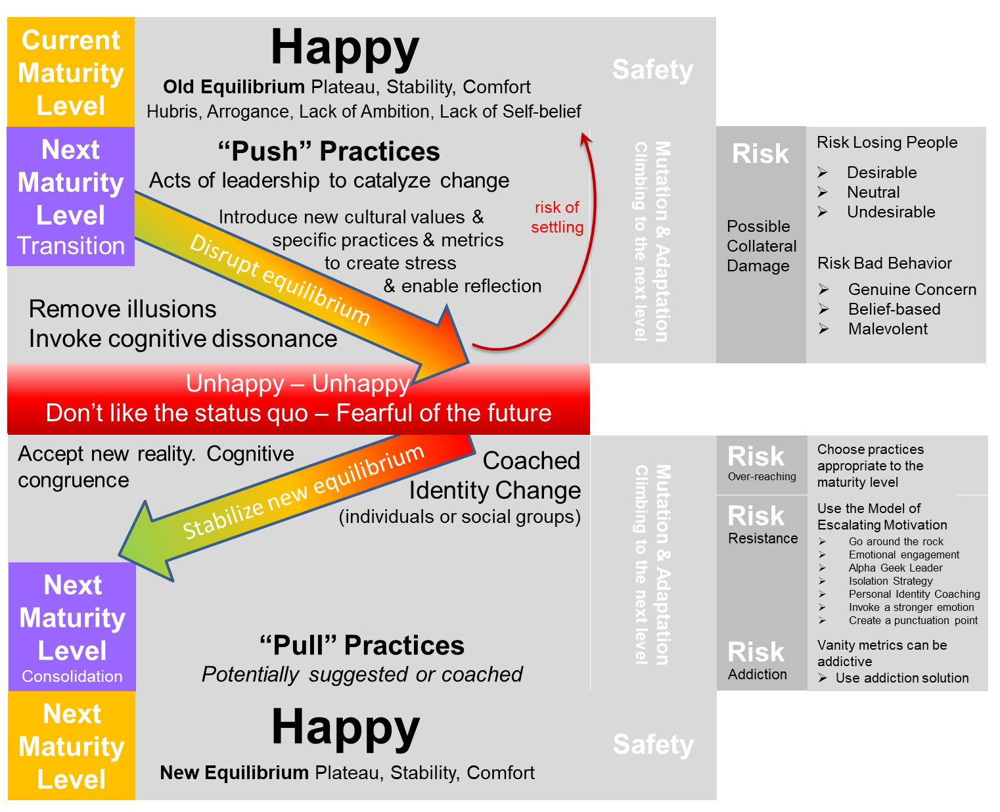 Current
Maturity
Level
Happy
Old Equilibrium Plateau, Stability, Comfort
Hubris, Arrogance, Lack of Ambition, Lack of Self-belief
Safety
Next
Maturity
Level
Transition
“Push” Practices
Acts of leadership to catalyze change
Introduce new cultural values &
specific practices & metrics
to create stress
& enable reflection
Disrupt equilibrium
risk of
settling
Remove illusions
Invoke cognitive dissonance
Mutation & Adaptation
Climbing to the next level
Risk
Possible
Collateral
Damage
Risk Losing People
➢ Desirable
➢ Neutral
➢ Undesirable
Risk Bad Behavior
➢ Genuine Concern
➢ Belief-based
➢ Malevolent
Unhappy – Unhappy
Don’t like the status quo – Fearful of the future
Accept new reality. Cognitive
congruence
Stabilize new equilibrium
Coached
Identity Change
(individuals or social groups)
Mutation & Adaptation
Climbing to the next level
Risk
Over-reaching
Choose practices
appropriate to the
maturity level
Risk
Resistance
Use the Model of
Escalating Motivation
➢ Go around the rock
➢ Emotional engagement
➢ Alpha Geek Leader
➢ Isolation Strategy
➢ Personal Identity Coaching
➢ Invoke a stronger emotion
➢ Create a punctuation point
Risk
Addiction
Vanity metrics can be
addictive
➢ Use addiction solution
Next
Maturity
Level
Consolidation
“Pull” Practices
Potentially suggested or coached
Next
Maturity
Level
Happy
New Equilibrium Plateau, Stability, Comfort
Safety